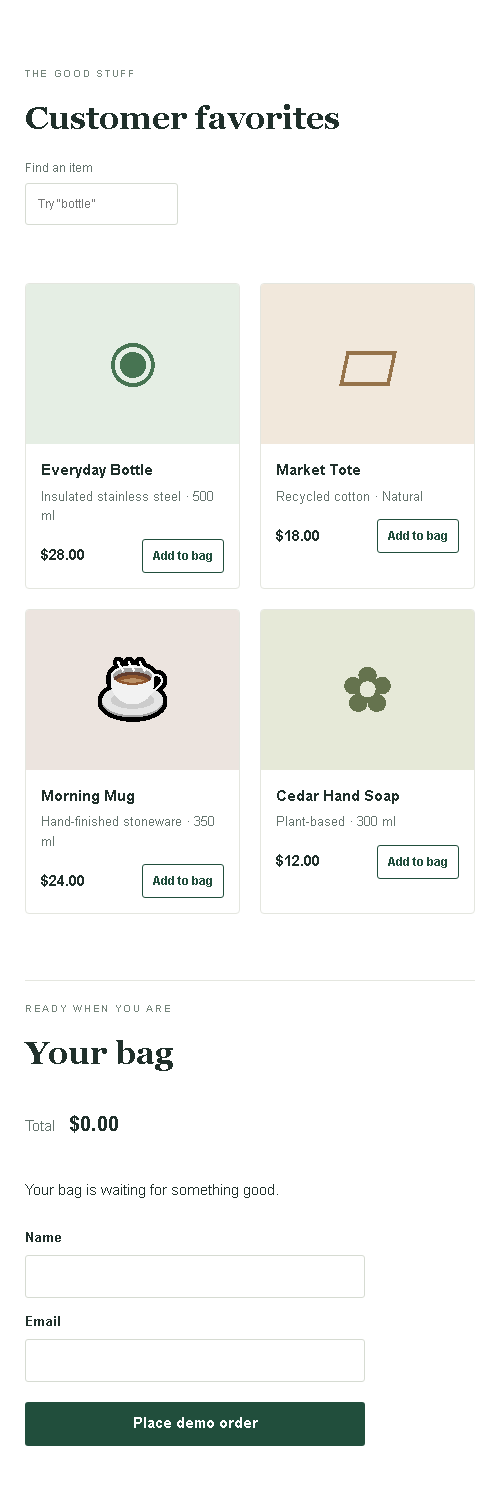 THE GOOD STUFF
Customer favorites
Find an item
Try "bottle"
Everyday Bottle
Insulated stainless steel · 500
ml
$28.00
Add to bag
Market Tote
Recycled cotton · Natural
$18.00
Add to bag
Morning Mug
Hand-finished stoneware · 350
ml
$24.00
Add to bag
Cedar Hand Soap
Plant-based · 300 ml
$12.00
Add to bag
READY WHEN YOU ARE
Your bag
Total $0.00
Your bag is waiting for something good.
Name
Email
Place demo order